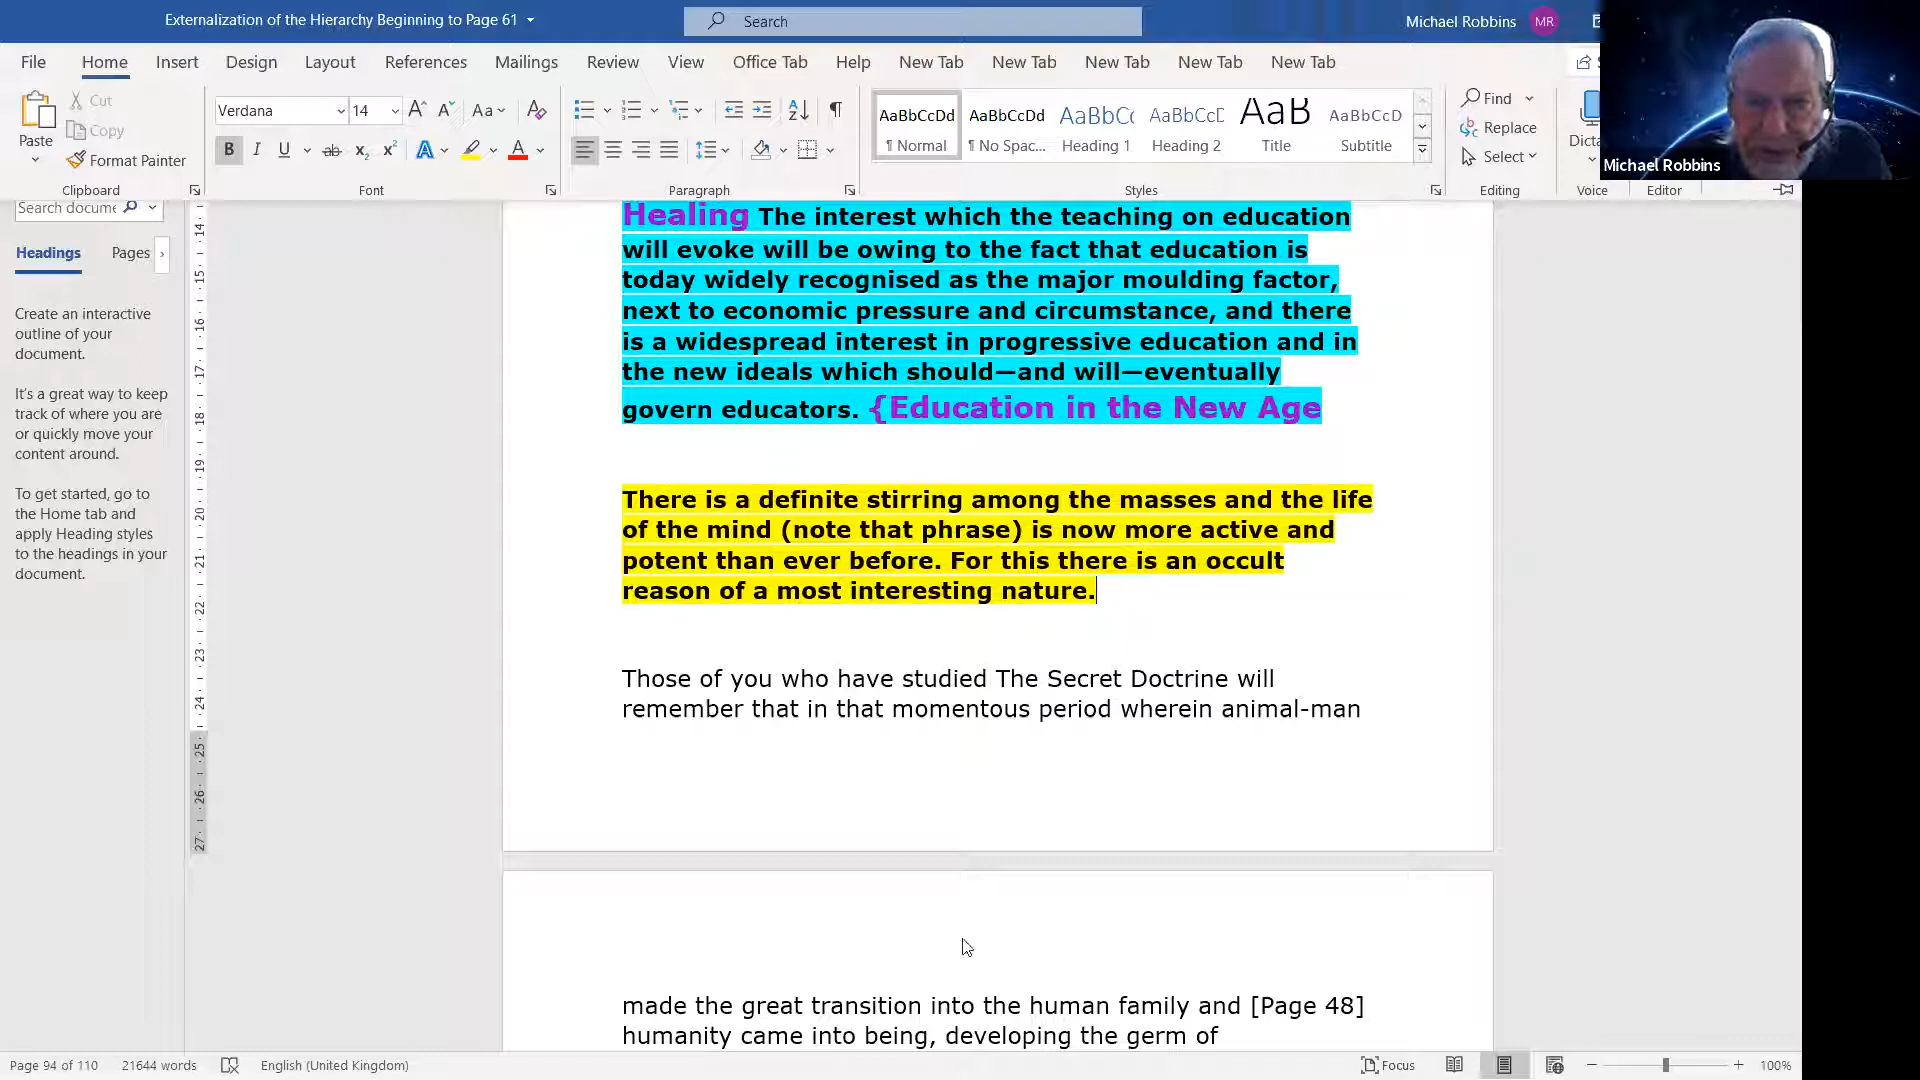 Externalization of the Hierarchy Beginning to Page 61
Search
Michael Robbins
MR
File
Home
Insert
Design
Layout
References
Mailings
Review
View
Office Tab
Help
New Tab
New Tab
New Tab
New Tab
New Tab
Paste
Cut
Copy
Format Painter
Clipboard
Verdana
14
Font
Paragraph
AaBbCcDd
¶ Normal
AaBbCcDd
¶ No Spac...
AaBbCc
Heading 1
AaBbCcD
Heading 2
AaB
Title
AaBbCcD
Subtitle
Styles
Find
Replace
Select
Editing
Voice
Editor
Michael Robbins
Search docume
Headings
Pages
Create an interactive
outline of your
document.
It's a great way to keep
track of where you are
or quickly move your
content around.
To get started, go to
the Home tab and
apply Heading styles
to the headings in your
document.
Healing The interest which the teaching on education
will evoke will be owing to the fact that education is
today widely recognised as the major moulding factor,
next to economic pressure and circumstance, and there
is a widespread interest in progressive education and in
the new ideals which should—and will—eventually
govern educators. {Education in the New Age
There is a definite stirring among the masses and the life
of the mind (note that phrase) is now more active and
potent than ever before. For this there is an occult
reason of a most interesting nature.
Those of you who have studied The Secret Doctrine will
remember that in that momentous period wherein animal-man
made the great transition into the human family and [Page 48]
humanity came into being, developing the germ of
Page 94 of 110
21644 words
English (United Kingdom)
Focus
100%